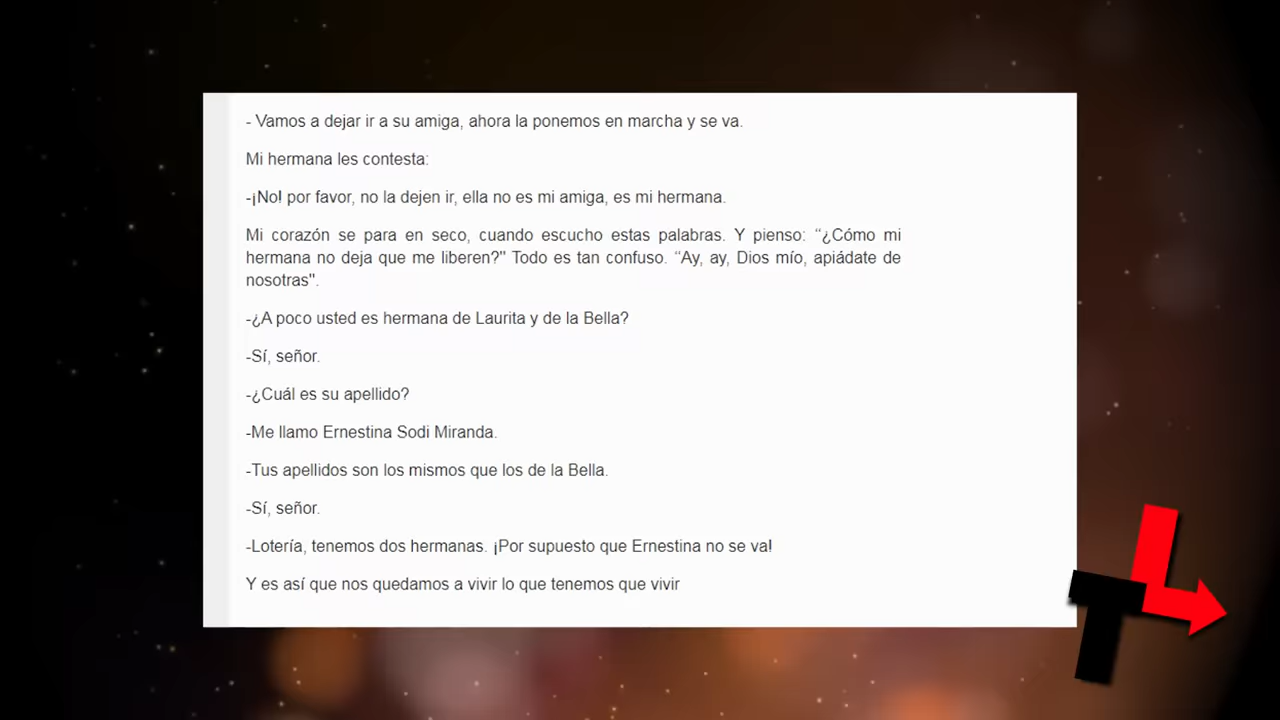 - Vamos a dejar ir a su amiga, ahora la ponemos en marcha y se va.
Mi hermana les contesta:
-¡No! por favor, no la dejen ir, ella no es mi amiga, es mi hermana.
Mi corazón se para en seco, cuando escucho estas palabras. Y pienso: “¿Cómo mi
hermana no deja que me liberen?" Todo es tan confuso. “Ay, ay, Dios mío, apiádate de
nosotras".
-¿A poco usted es hermana de Laurita y de la Bella?
-Sí, señor.
-¿Cuál es su apellido?
-Me llamo Ernestina Sodi Miranda.
-Tus apellidos son los mismos que los de la Bella.
-Sí, señor.
-Lotería, tenemos dos hermanas. ¡Por supuesto que Ernestina no se va!
Y es así que nos quedamos a vivir lo que tenemos que vivir